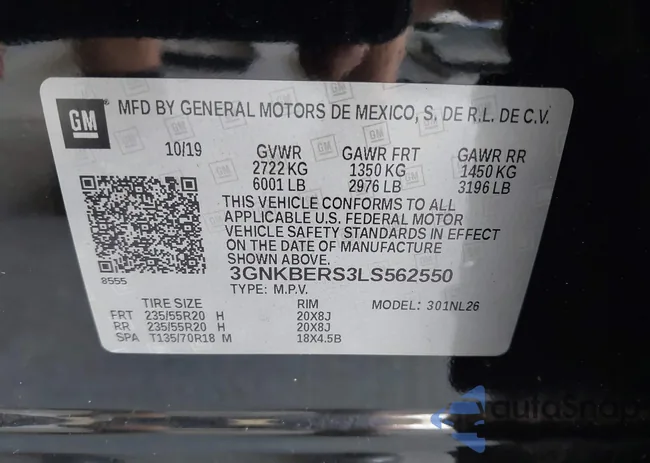 GM ® MFD BY GENERAL MOTORS DE MEXICO, S. DE R.L. DE C.V.
10/19 GVWR GAWR FRT GAWR RR
2722 KG 1350 KG 1450 KG
6001 LB 2976 LB 3196 LB
THIS VEHICLE CONFORMS TO ALL
APPLICABLE U.S. FEDERAL MOTOR
VEHICLE SAFETY STANDARDS IN EFFECT
ON THE DATE OF MANUFACTURE
SHOWN ABOVE.
8555 3GNKBERS3LS562550
TYPE: M.P.V.
TIRE SIZE RIM MODEL: 301NL26
FRT 235/55R20 H 20X8J
RR 235/55R20 H 20X8J
SPA T135/70R18 M 18X4.5B
autoSnap